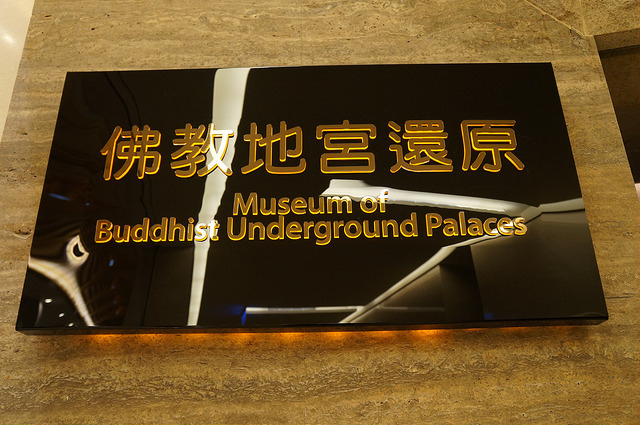 佛教地宮還原
Museum of
Buddhist Underground Palaces